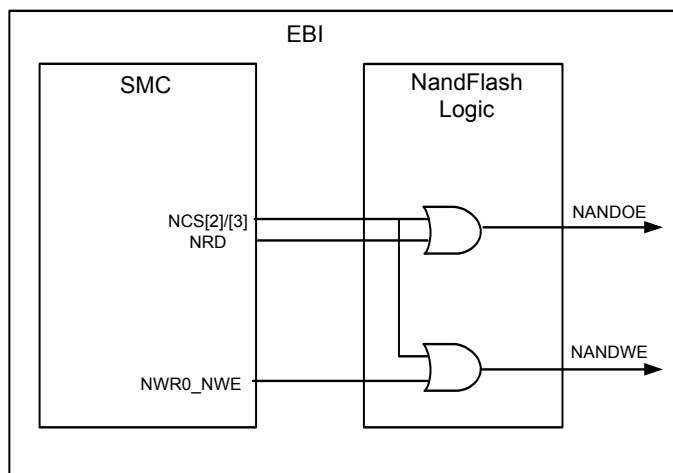 EBI
SMC
NandFlash
Logic
NCS[2]/[3]
NRD
NANDOE
NWR0_NWE
NANDWE